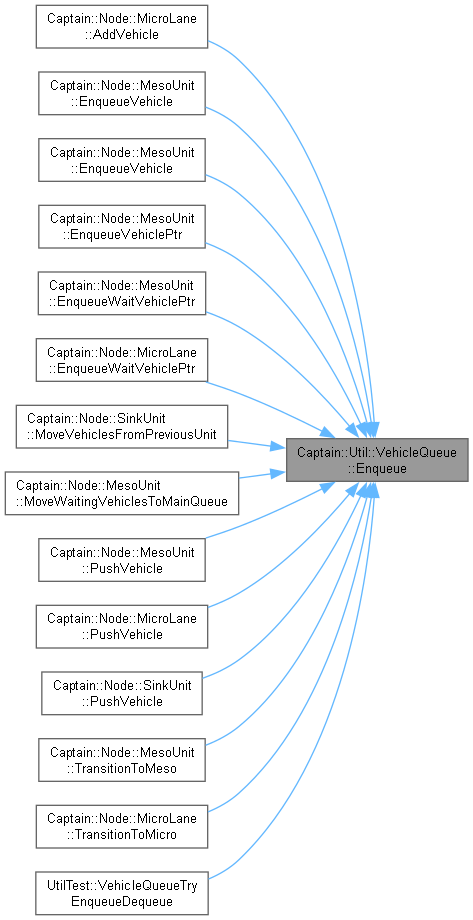 Captain::Node::MicroLane
::AddVehicle
Captain::Node::MesoUnit
::EnqueueVehicle
Captain::Node::MesoUnit
::EnqueueVehicle
Captain::Node::MesoUnit
::EnqueueVehiclePtr
Captain::Node::MesoUnit
::EnqueueWaitVehiclePtr
Captain::Node::MicroLane
::EnqueueWaitVehiclePtr
Captain::Node::SinkUnit
::MoveVehiclesFromPreviousUnit
Captain::Util::VehicleQueue
::Enqueue
Captain::Node::MesoUnit
::MoveWaitingVehiclesToMainQueue
Captain::Node::MesoUnit
::PushVehicle
Captain::Node::MicroLane
::PushVehicle
Captain::Node::SinkUnit
::PushVehicle
Captain::Node::MesoUnit
::TransitionToMeso
Captain::Node::MicroLane
::TransitionToMicro
UtilTest::VehicleQueueTry
EnqueueDequeue